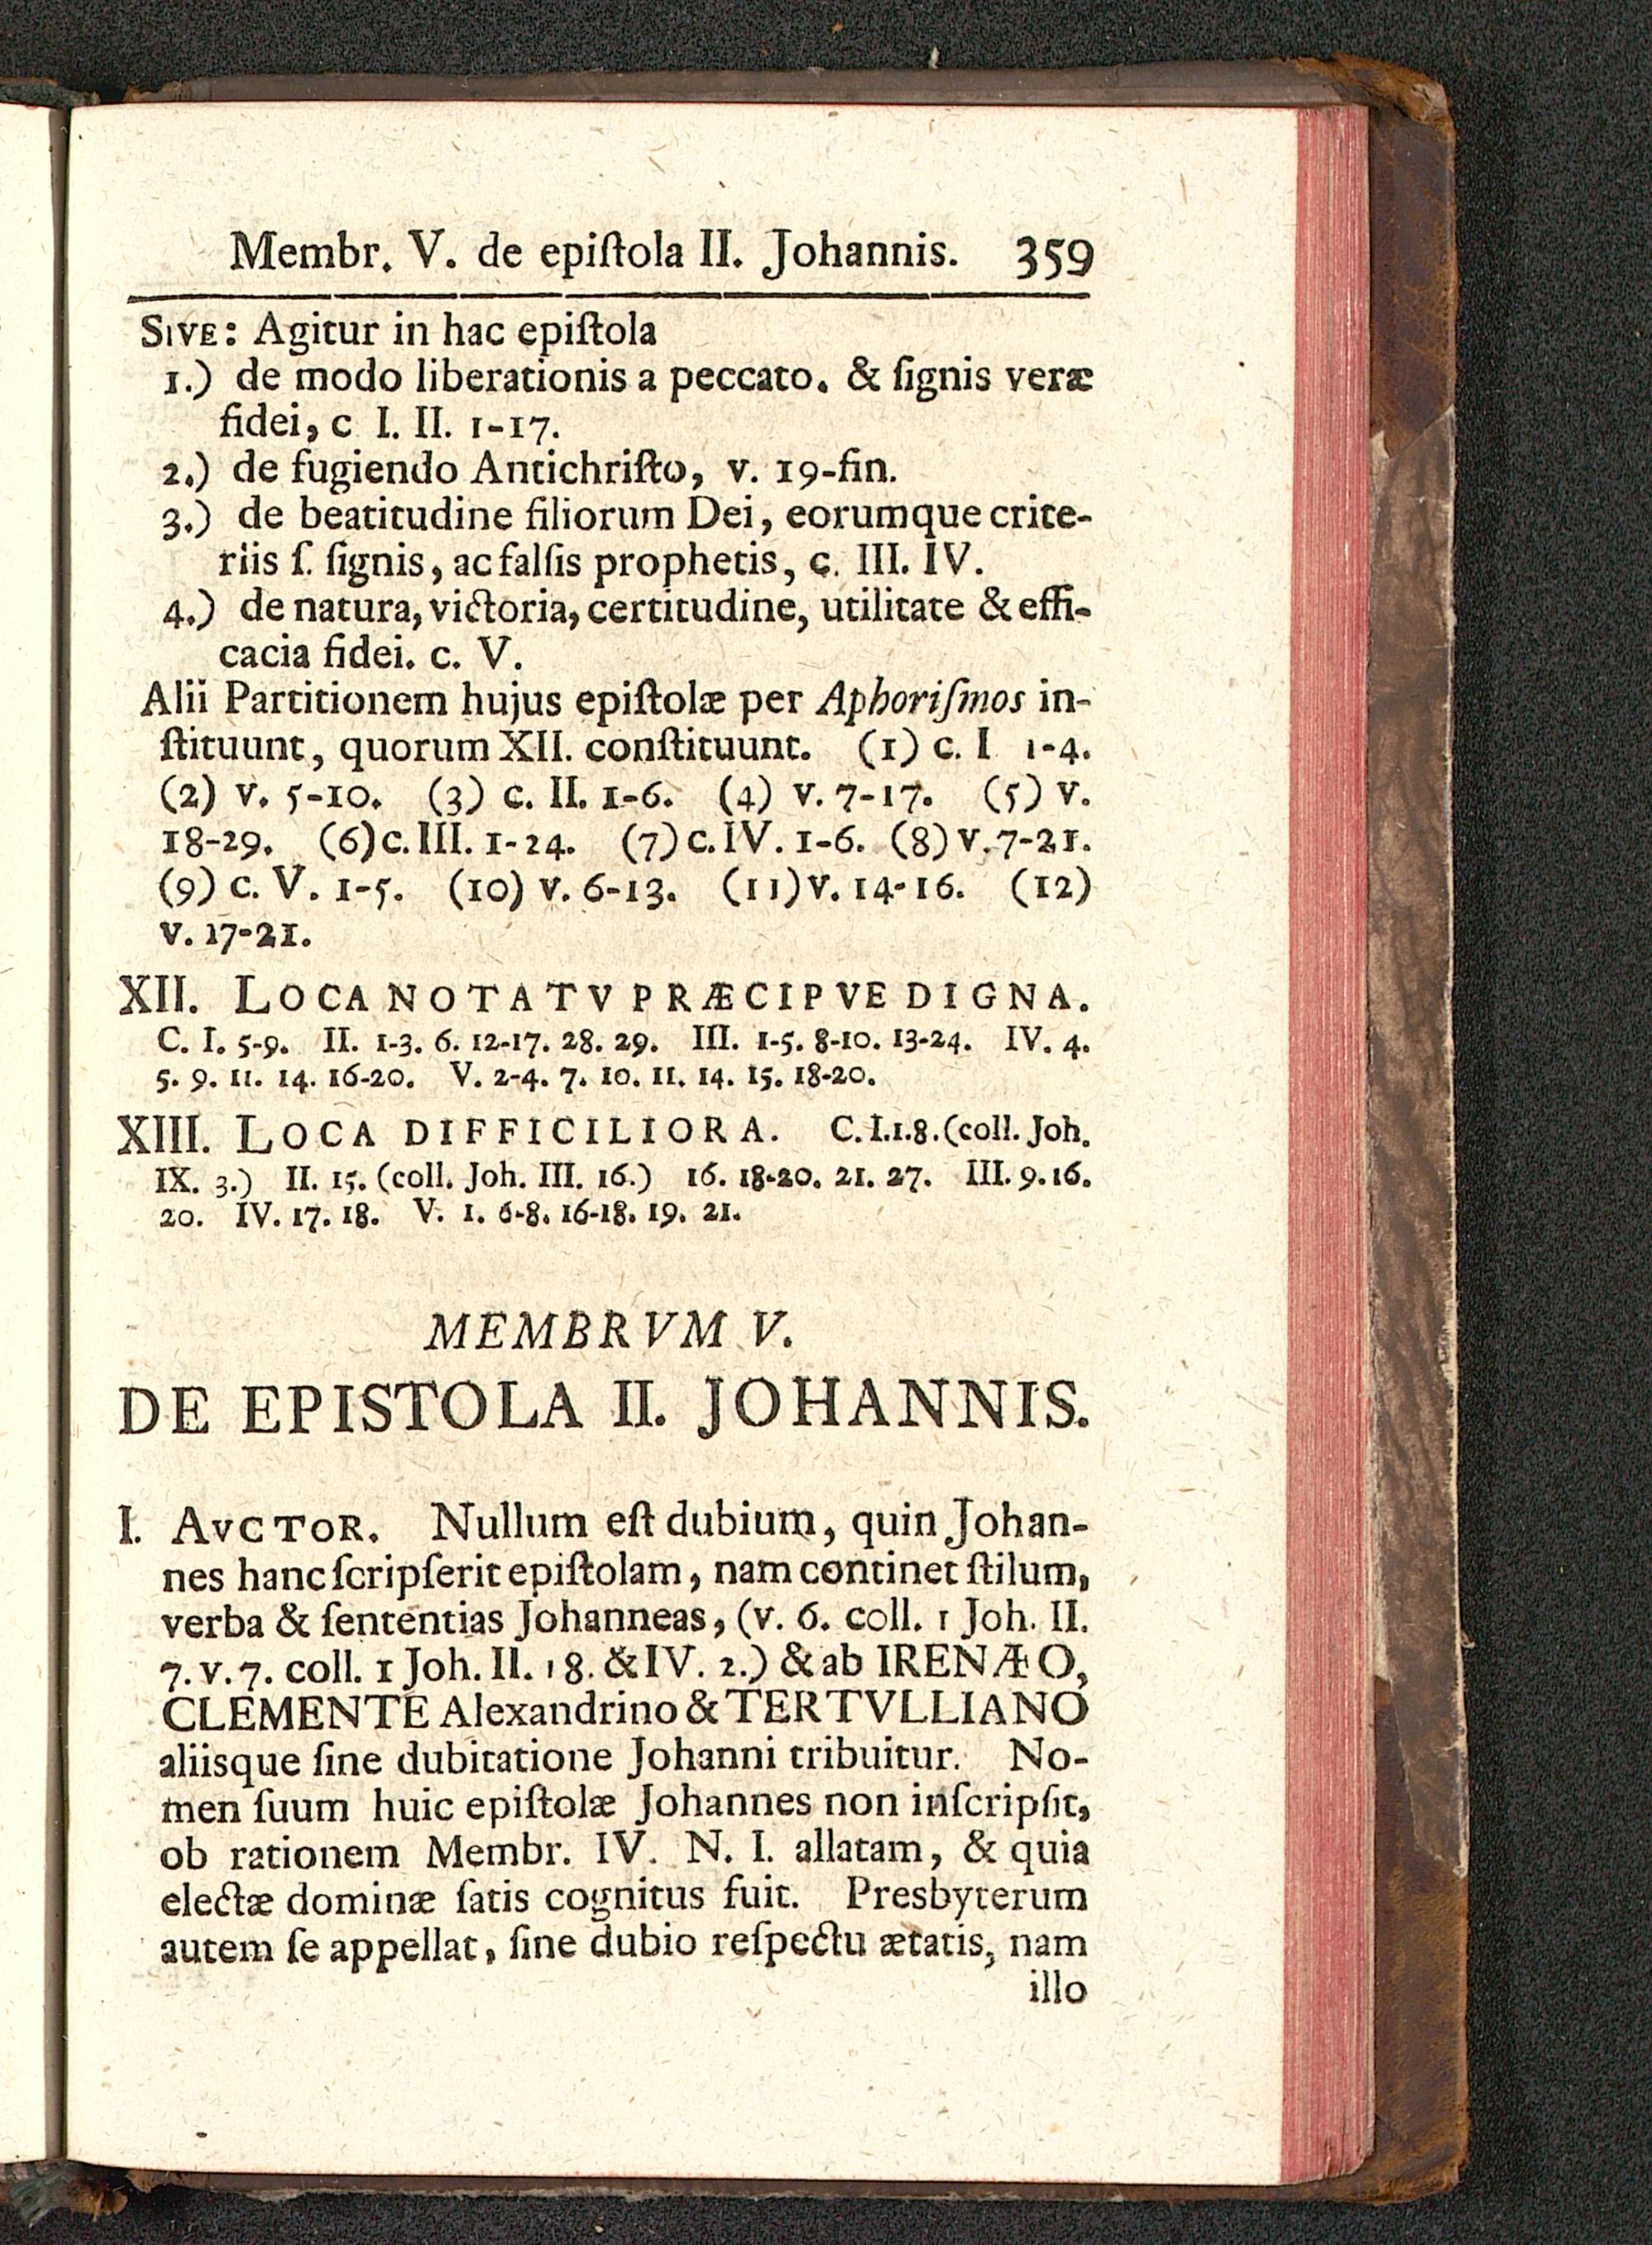 Membr. V. de epiſtola II. Johannis. 359
SIVE: Agitur in hac epiſtola
1.) de modo liberationis a peccato. & ſignis veræ
fidei, c I. II. 1-17.
2.) de fugiendo Antichriſto, v. 19-fin.
3.) de beatitudine filiorum Dei, eorumque crite-
riis ſ. ſignis, ac falſis prophetis, c. III. IV.
4.) de natura, victoria, certitudine, utilitate & effi-
cacia fidei. c. V.
Alii Partitionem hujus epiſtolæ per Aphoriſmos in-
ſtituunt, quorum XII. conſtituunt. (1) c. I 1-4.
(2) v. 5-10. (3) c. II. 1-6. (4) v. 7-17. (5) v.
18-29. (6) c. III. 1-24. (7) c. IV. 1-6. (8) v. 7-21.
(9) c. V. 1-5. (10) v. 6-13. (11) v. 14-16. (12)
v. 17-21.
XII. LOCA NOTATV PRÆCIPVE DIGNA.
C. I. 5-9. II. 1-3. 6. 12-17. 28. 29. III. 1-5. 8-10. 13-24. IV. 4.
5. 9. 11. 14. 16-20. V. 2-4. 7. 10. 11. 14. 15. 18-20.
XIII. LOCA DIFFICILIORA. C. I. 1. 8. (coll. Joh.
IX. 3.) II. 15. (coll. Joh. III. 16.) 16. 18-20. 21. 27. III. 9. 16.
20. IV. 17. 18. V. 1. 6-8. 16-18. 19. 21.
MEMBRVM V.
DE EPISTOLA II. JOHANNIS.
I. AVCTOR. Nullum eſt dubium, quin Johan-
nes hanc ſcripſerit epiſtolam, nam continet ſtilum,
verba & ſententias Johanneas, (v. 6. coll. 1 Joh. II.
7. v. 7. coll. 1 Joh. II. 18. & IV. 2.) & ab IRENÆO,
CLEMENTE Alexandrino & TERTVLLIANO
aliisque ſine dubitatione Johanni tribuitur. No-
men ſuum huic epiſtolæ Johannes non inſcripſit,
ob rationem Membr. IV. N. I. allatam, & quia
electæ dominæ ſatis cognitus fuit. Presbyterum
autem ſe appellat, ſine dubio reſpectu ætatis, nam
illo